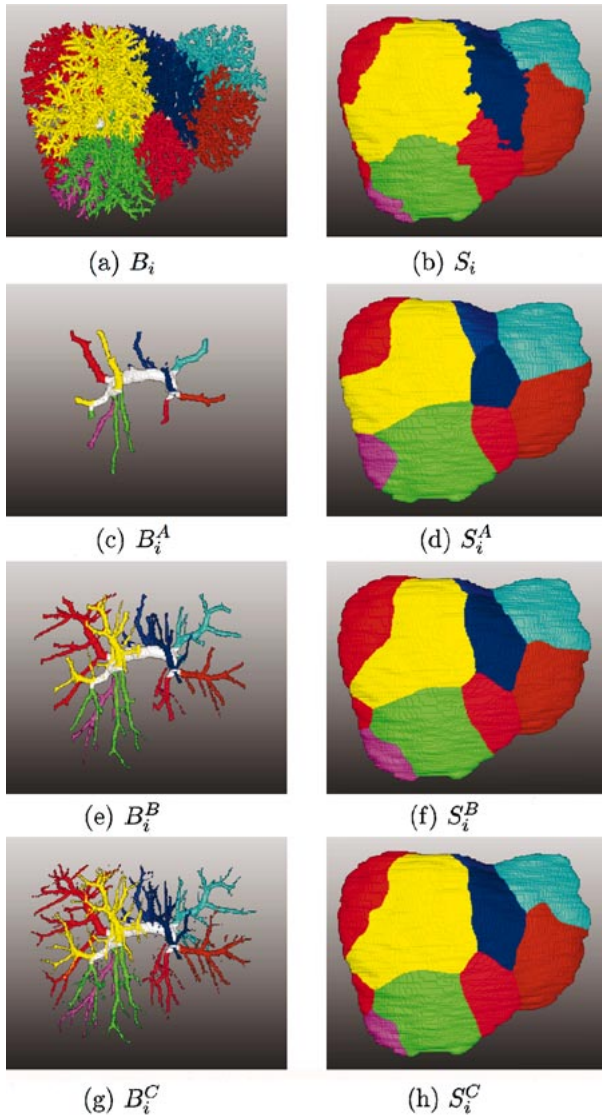 (a) B_i
(b) S_i
(c) B_i^A
(d) S_i^A
(e) B_i^B
(f) S_i^B
(g) B_i^C
(h) S_i^C